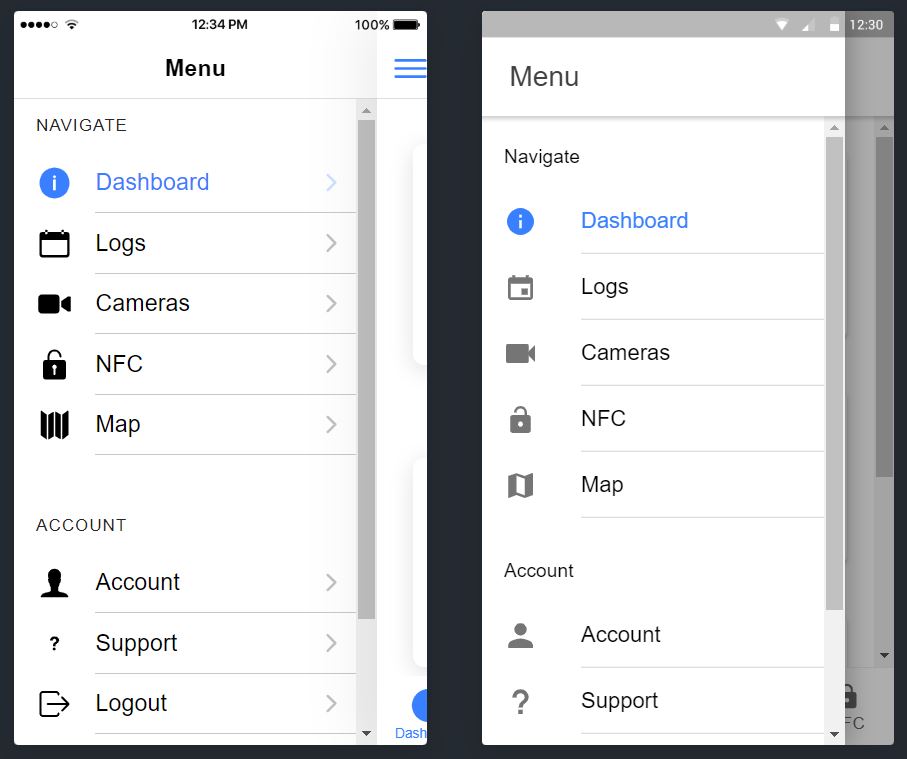 12:34 PM 100%
Menu
NAVIGATE
Dashboard
Logs
Cameras
NFC
Map
ACCOUNT
Account
Support
Logout
Dash
12:30
Menu
Navigate
Dashboard
Logs
Cameras
NFC
Map
Account
Account
Support
FC